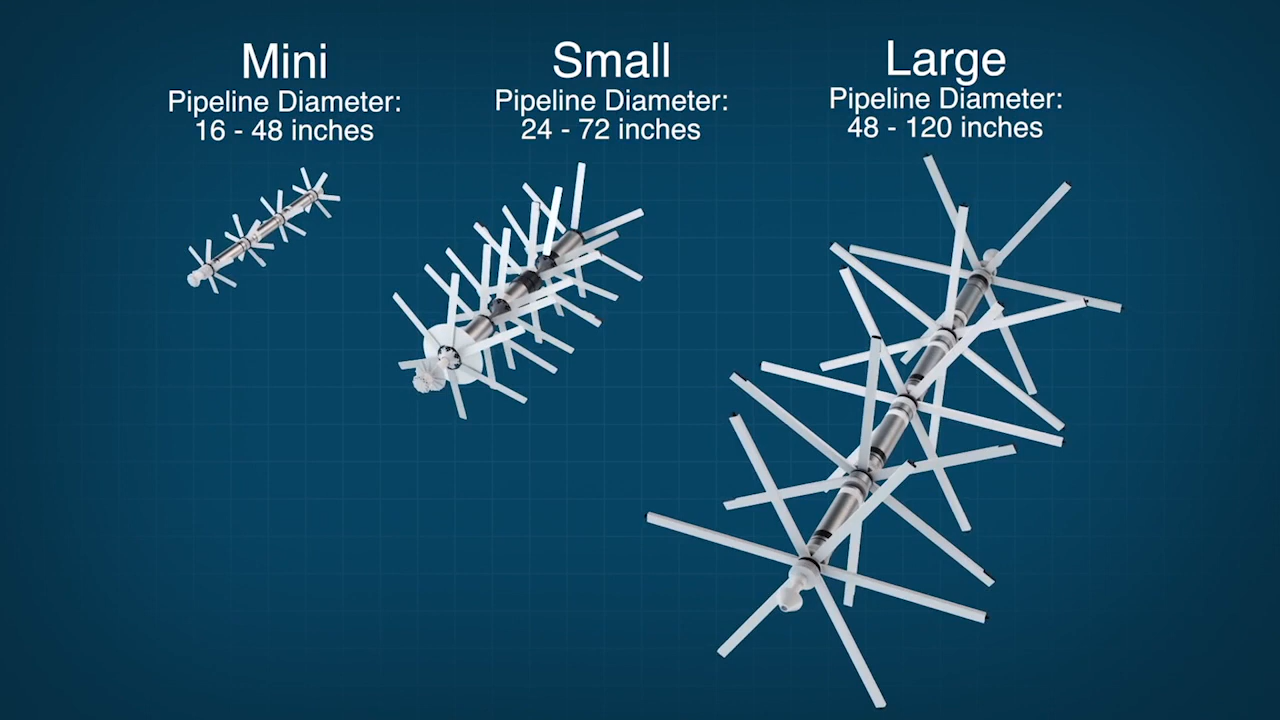 Mini
Pipeline Diameter:
16 - 48 inches
Small
Pipeline Diameter:
24 - 72 inches
Large
Pipeline Diameter:
48 - 120 inches